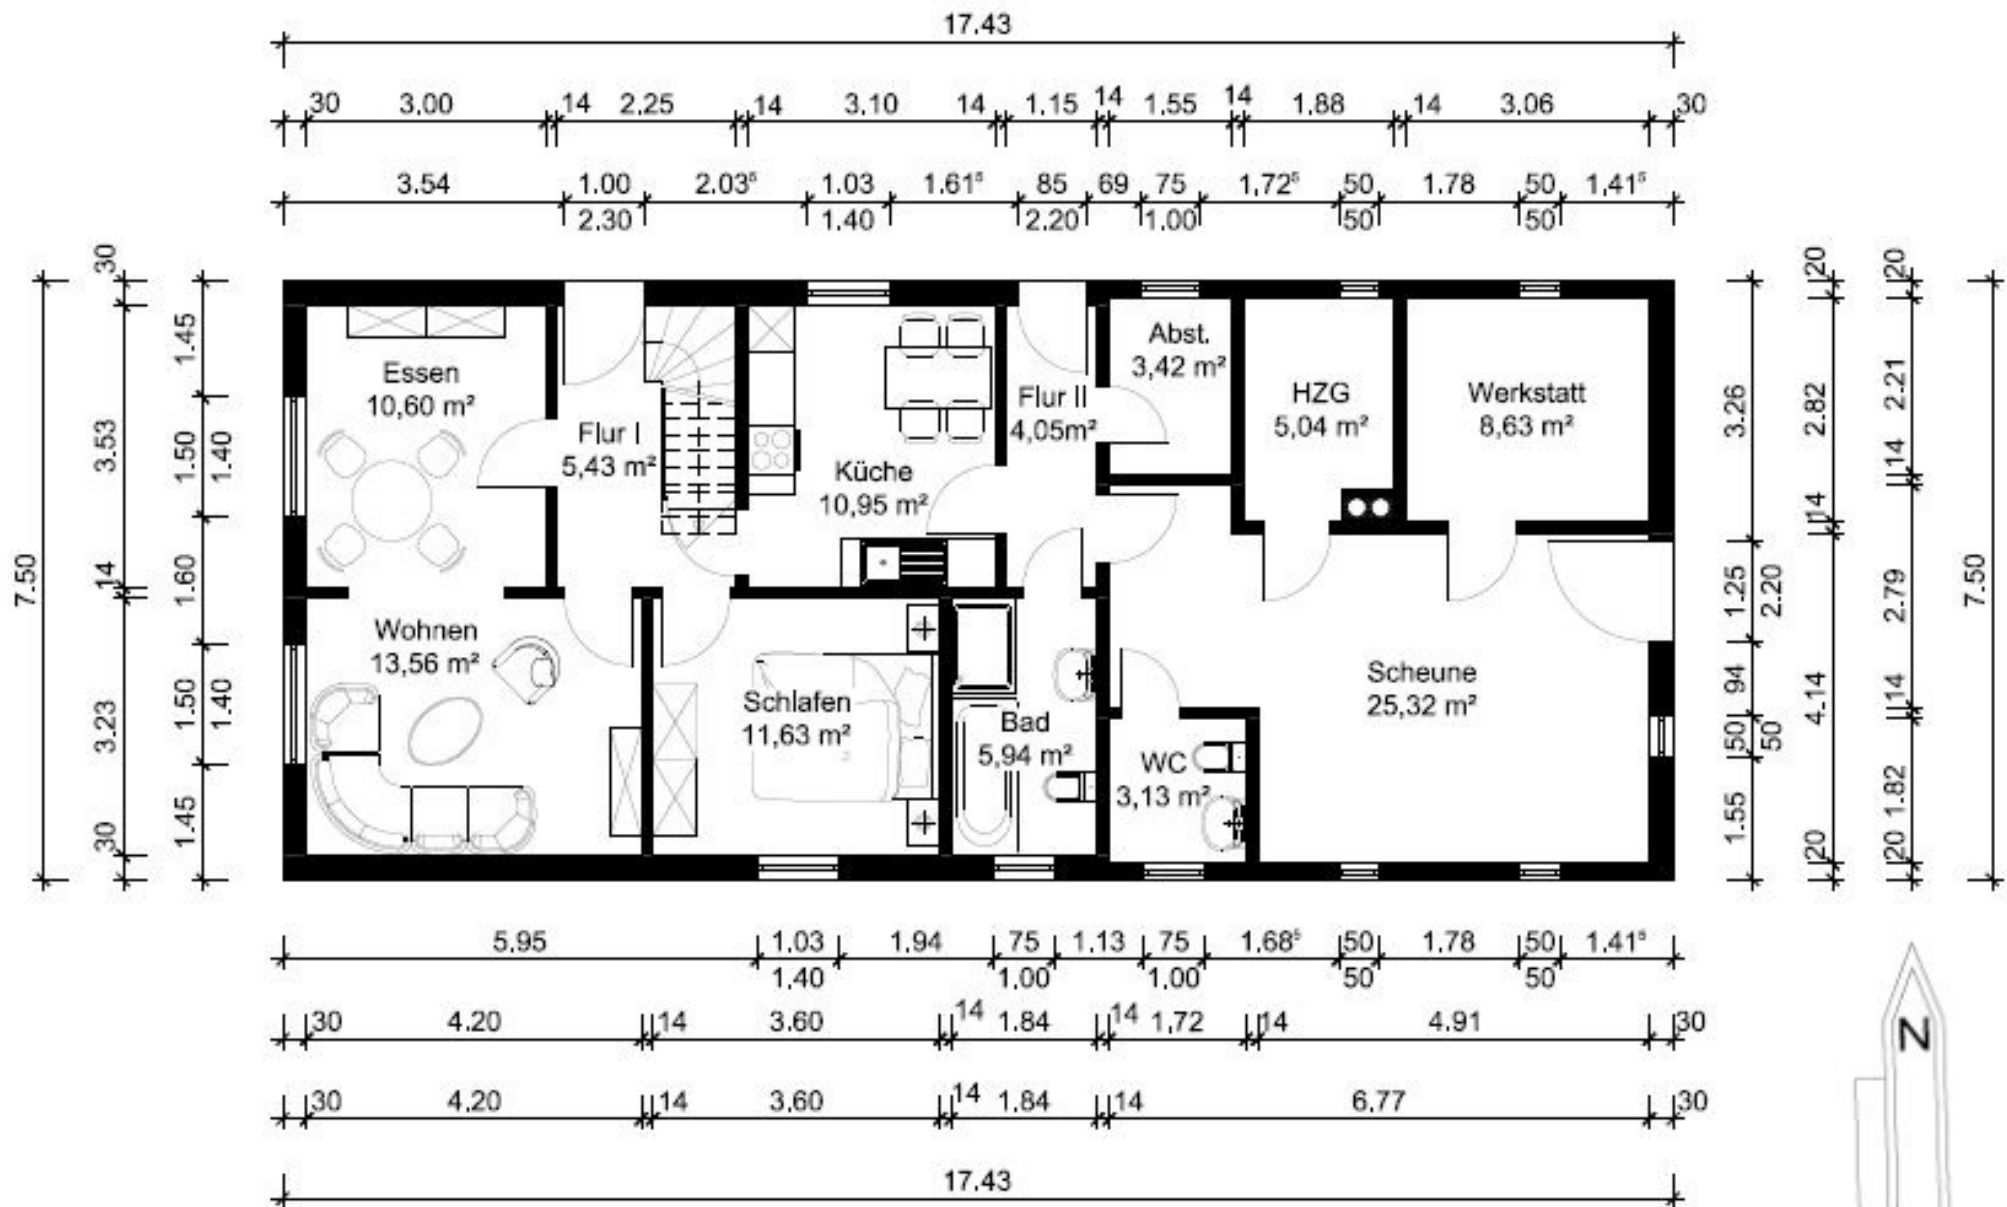 17.43
30 3.00 14 2.25 14 3.10 14 1.15 14 1.55 14 1.88 14 3.06 30
3.54 1.00 2.03⁵ 1.03 1.61⁵ 85 69 75 1.72⁵ 50 1.78 50 1.41⁵
2.30 1.40 2.20 1.00 50 50
7.50
30 3.53 14 3.23 30
1.45 1.50 1.60 1.50 1.45
1.40 1.40
Essen
10,60 m²
Flur I
5,43 m²
Küche
10,95 m²
Flur II
4,05m²
Abst.
3,42 m²
HZG
5,04 m²
Werkstatt
8,63 m²
Wohnen
13,56 m²
Schlafen
11,63 m²
Bad
5,94 m²
WC
3,13 m²
Scheune
25,32 m²
3.26 1.25 94 50 1.55
2.20 50
20 2.82 14 4.14 20
20 2.21 14 2.79 14 1.82 20
7.50
5.95 1.03 1.94 75 1.13 75 1.68⁵ 50 1.78 50 1.41⁵
1.40 1.00 1.00 50 50
30 4.20 14 3.60 14 1.84 14 1,72 14 4.91 30
30 4.20 14 3.60 14 1.84 14 6.77 30
17.43
N